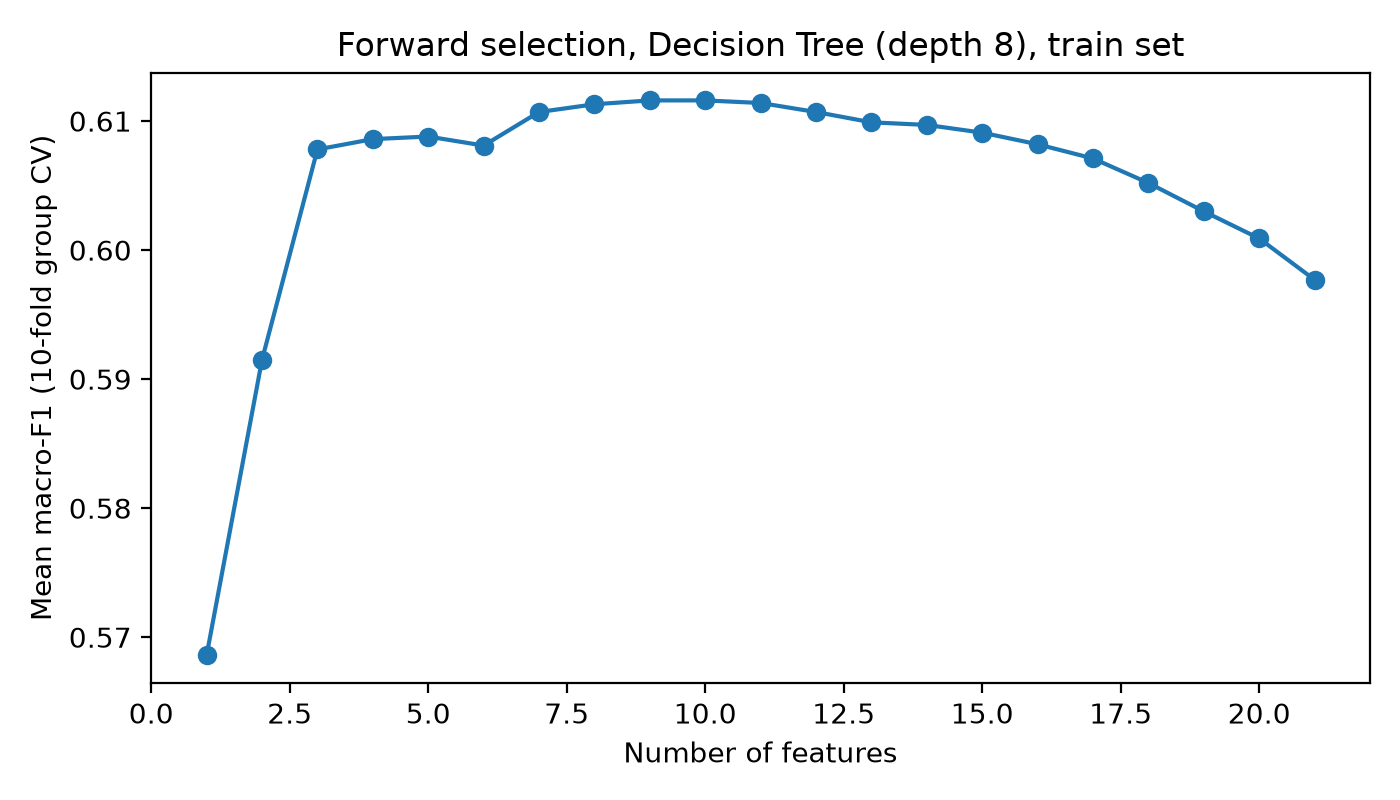 Forward selection, Decision Tree (depth 8), train set
Mean macro-F1 (10-fold group CV)
0.61
0.60
0.59
0.58
0.57
0.0 2.5 5.0 7.5 10.0 12.5 15.0 17.5 20.0
Number of features